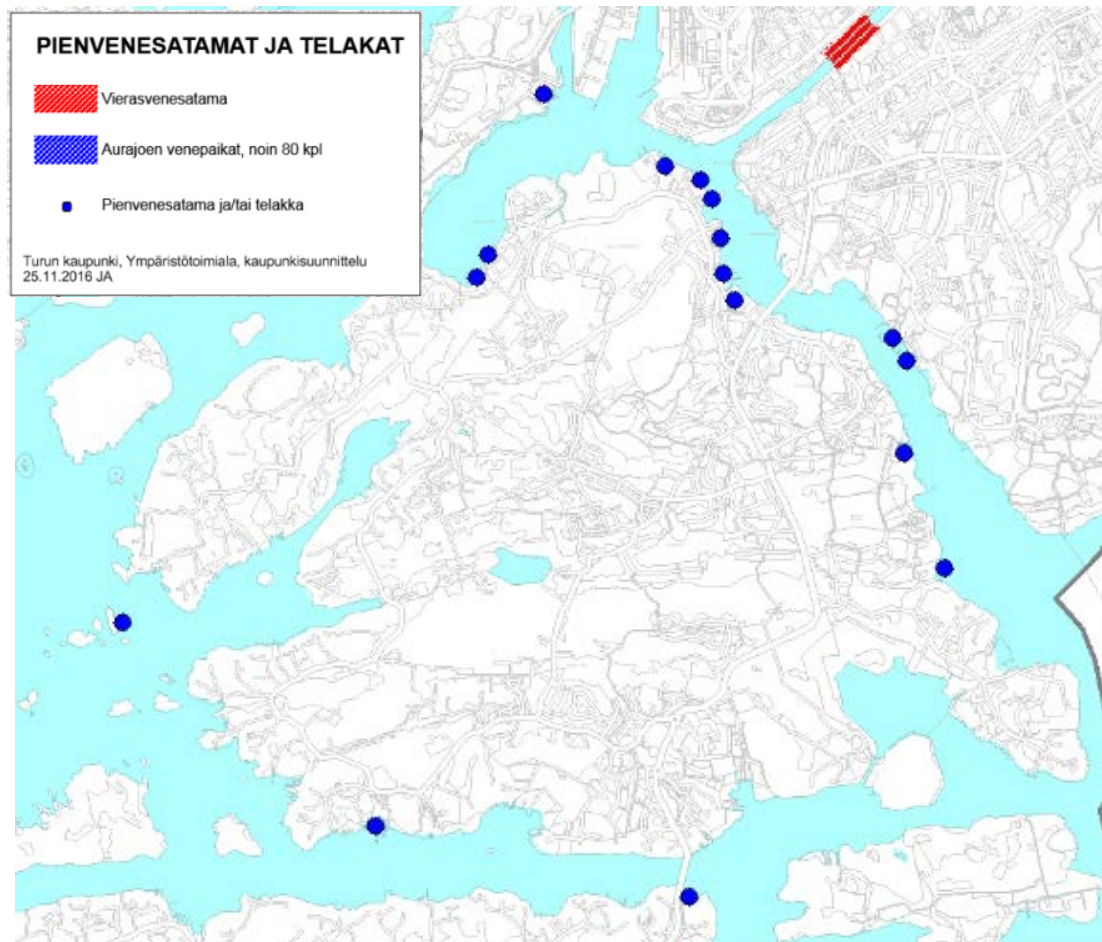 PIENVENESATAMAT JA TELAKAT
Vierasvenesatama
Aurajoen venepaikat, noin 80 kpl
Pienvenesatama ja/tai telakka
Turun kaupunki, Ympäristötoimiala, kaupunkisuunnittelu
25.11.2016 JA